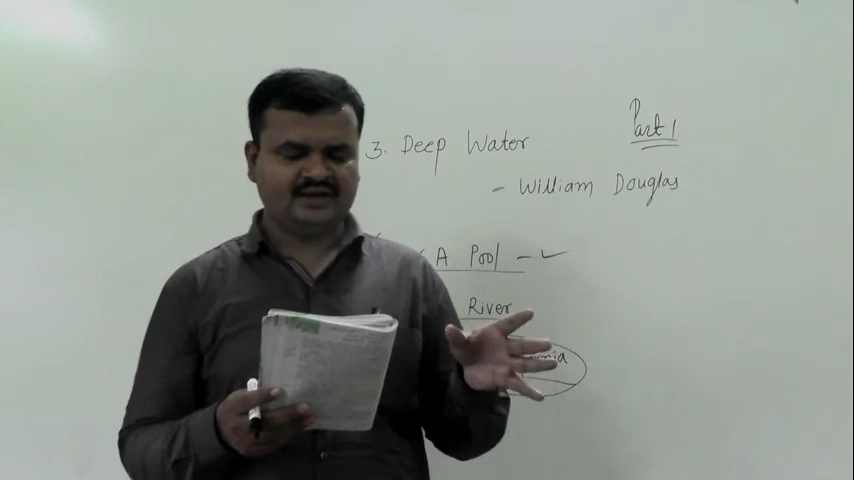 Part 1
3. Deep Water
- William Douglas
A Pool -
River